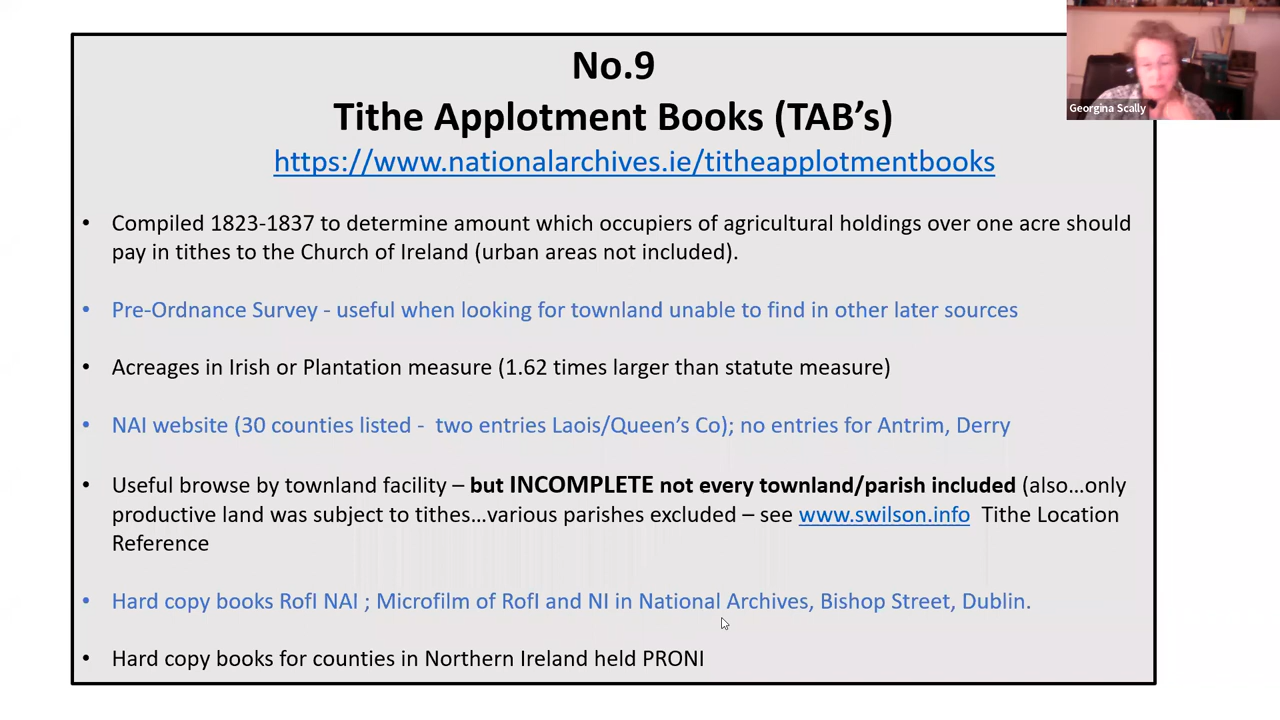 No.9
Tithe Applotment Books (TAB’s)
https://www.nationalarchives.ie/titheapplotmentbooks
Georgina Scally
• Compiled 1823-1837 to determine amount which occupiers of agricultural holdings over one acre should
pay in tithes to the Church of Ireland (urban areas not included).
• Pre-Ordnance Survey - useful when looking for townland unable to find in other later sources
• Acreages in Irish or Plantation measure (1.62 times larger than statute measure)
• NAI website (30 counties listed - two entries Laois/Queen’s Co); no entries for Antrim, Derry
• Useful browse by townland facility – but INCOMPLETE not every townland/parish included (also…only
productive land was subject to tithes…various parishes excluded – see www.swilson.info Tithe Location
Reference
• Hard copy books RofI NAI ; Microfilm of RofI and NI in National Archives, Bishop Street, Dublin.
• Hard copy books for counties in Northern Ireland held PRONI